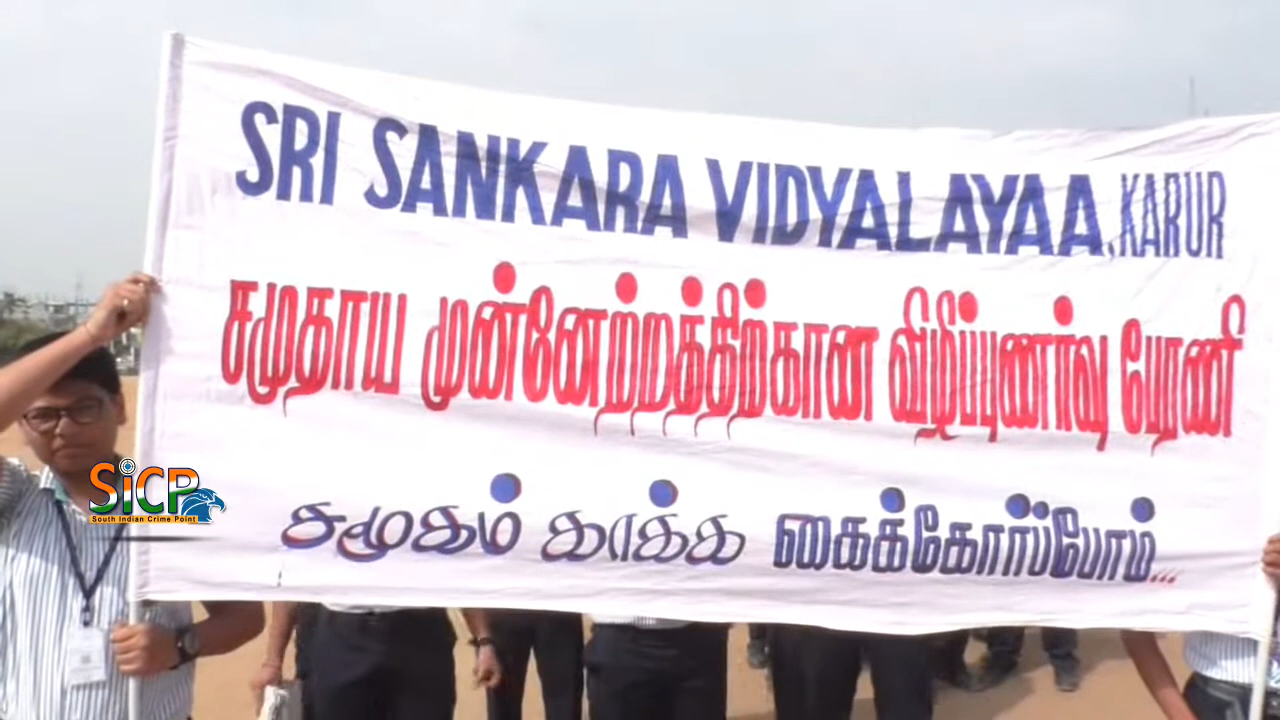 SRI SANKARA VIDYALAYAA, KARUR
சமுதாய முன்னேற்றத்திற்கான விழிப்புணர்வு பேரணி
சமூகம் காக்க கைக்கோர்ப்போம்...
SiCP
South Indian Crime Point